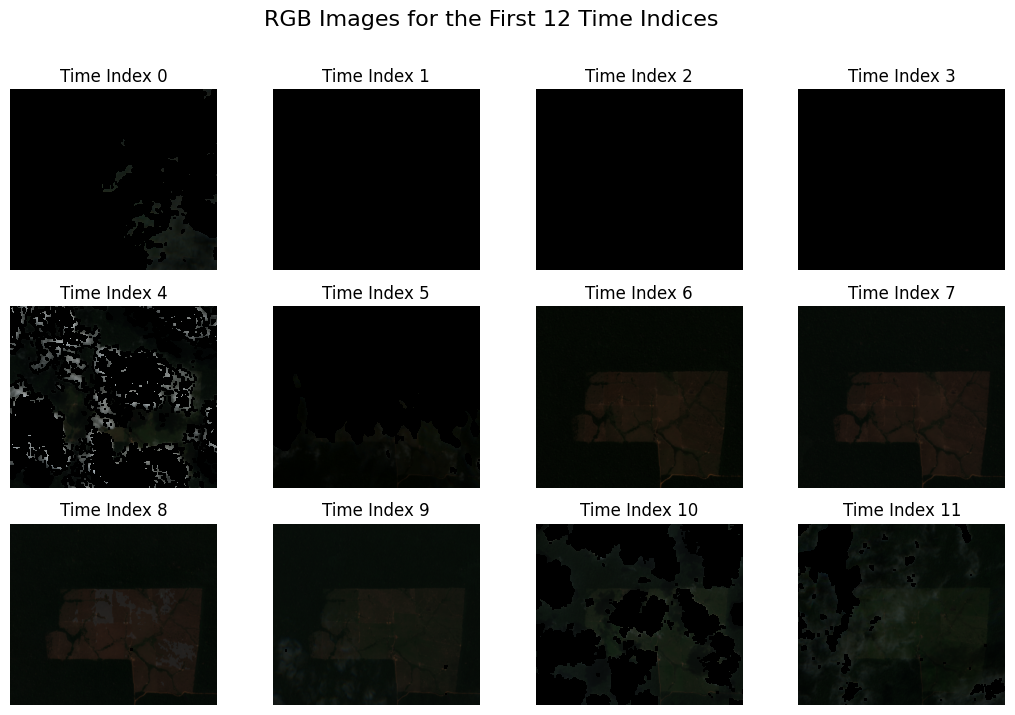 RGB Images for the First 12 Time Indices
Time Index 0
Time Index 1
Time Index 2
Time Index 3
Time Index 4
Time Index 5
Time Index 6
Time Index 7
Time Index 8
Time Index 9
Time Index 10
Time Index 11